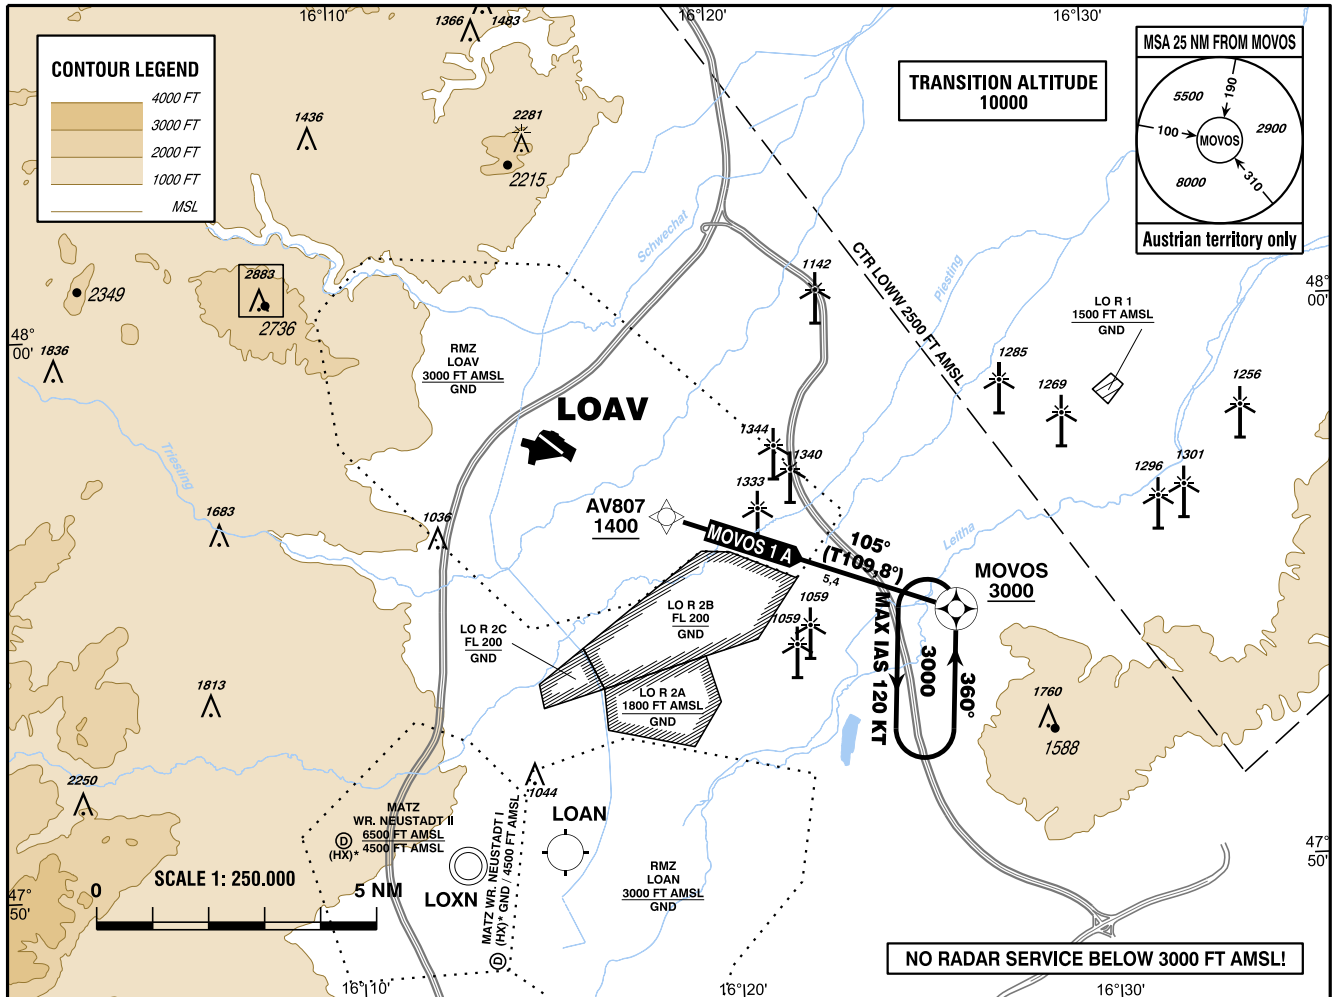 16°10'
1366
1483
16°20'
16°30'
CONTOUR LEGEND
4000 FT
3000 FT
2000 FT
1000 FT
MSL
1436
2281
2215
TRANSITION ALTITUDE
10000
MSA 25 NM FROM MOVOS
5500
190
100
MOVOS
2900
8000
310
Austrian territory only
Schwechat
CTR LOWW 2500 FT AMSL
Piesting
1142
2883
2736
2349
48°
00'
48°
00'
1836
RMZ
LOAV
3000 FT AMSL
GND
LO R 1
1500 FT AMSL
GND
1285
1269
1256
LOAV
1344
1340
1333
1296
1301
Triesting
1683
1036
AV807
1400
MOVOS 1 A
105°
(T109,8°)
5,4
Leitha
MOVOS
3000
LO R 2B
FL 200
GND
LO R 2C
FL 200
GND
1059
1059
MAX IAS 120 KT
3000
360°
LO R 2A
1800 FT AMSL
GND
1813
1760
1588
2250
1044
MATZ
WR. NEUSTADT II
6500 FT AMSL
4500 FT AMSL
D
(HX)*
LOAN
LOXN
MATZ WR. NEUSTADT I
(HX)* GND / 4500 FT AMSL
D
RMZ
LOAN
3000 FT AMSL
GND
47°
50'
47°
50'
SCALE 1: 250.000
0
5 NM
NO RADAR SERVICE BELOW 3000 FT AMSL!
16°10'
16°20'
16°30'